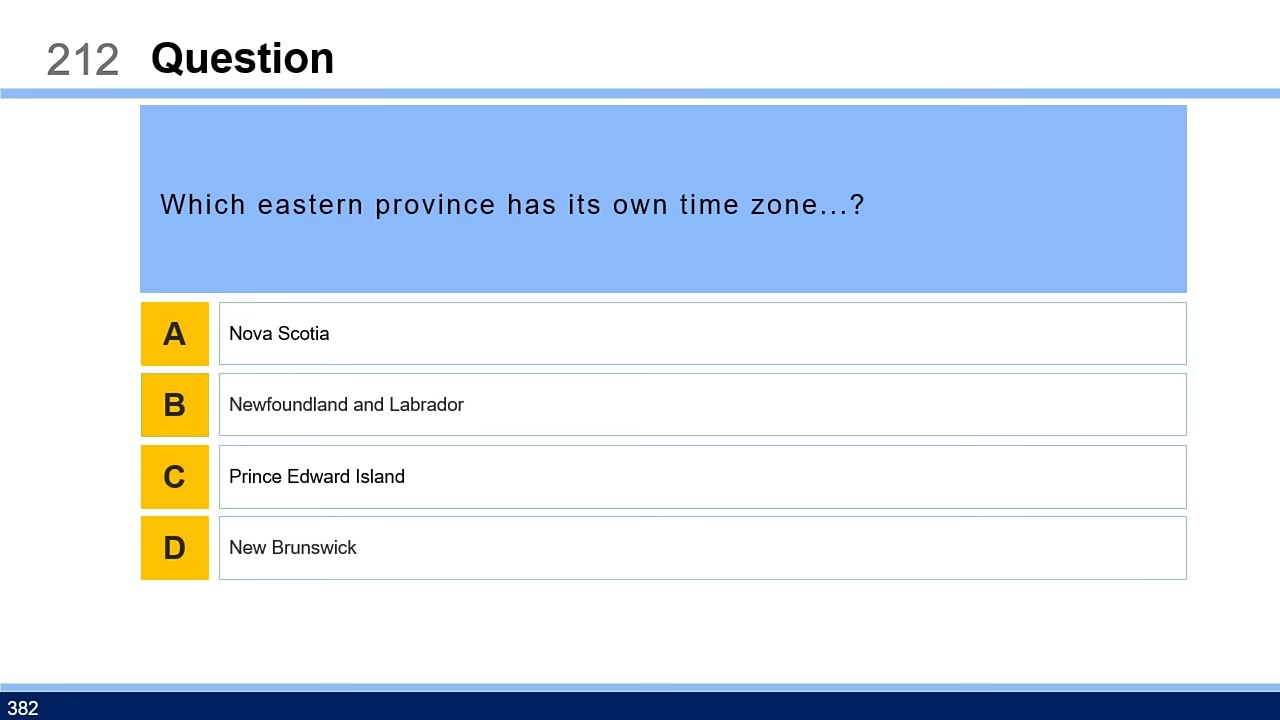 212 Question
Which eastern province has its own time zone...?
A Nova Scotia
B Newfoundland and Labrador
C Prince Edward Island
D New Brunswick
382